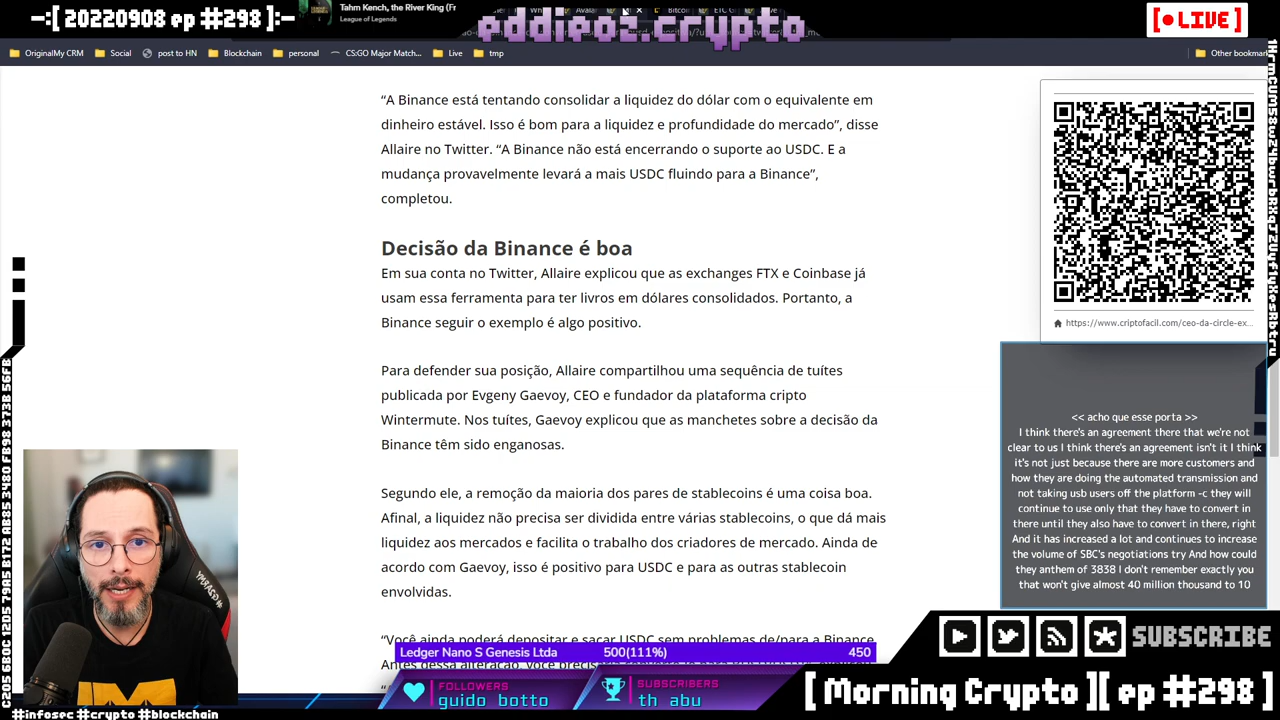 -:[ 20220908 ep #298 ]:-
Tahm Kench, the River King (Fr
League of Legends
eddieoz.crypto
[ LIVE ]
OriginalMy CRM
Social
post to HN
Blockchain
personal
CS:GO Major Match...
Live
tmp
Other bookmar
“A Binance está tentando consolidar a liquidez do dólar com o equivalente em
dinheiro estável. Isso é bom para a liquidez e profundidade do mercado”, disse
Allaire no Twitter. “A Binance não está encerrando o suporte ao USDC. E a
mudança provavelmente levará a mais USDC fluindo para a Binance”,
completou.
Decisão da Binance é boa
Em sua conta no Twitter, Allaire explicou que as exchanges FTX e Coinbase já
usam essa ferramenta para ter livros em dólares consolidados. Portanto, a
Binance seguir o exemplo é algo positivo.
Para defender sua posição, Allaire compartilhou uma sequência de tuítes
publicada por Evgeny Gaevoy, CEO e fundador da plataforma cripto
Wintermute. Nos tuítes, Gaevoy explicou que as manchetes sobre a decisão da
Binance têm sido enganosas.
Segundo ele, a remoção da maioria dos pares de stablecoins é uma coisa boa.
Afinal, a liquidez não precisa ser dividida entre várias stablecoins, o que dá mais
liquidez aos mercados e facilita o trabalho dos criadores de mercado. Ainda de
acordo com Gaevoy, isso é positivo para USDC e para as outras stablecoin
envolvidas.
“Você ainda poderá depositar e sacar USDC sem problemas de/para a Binance.
https://www.criptofacil.com/ceo-da-circle-ex...
<< acho que esse porta >>
I think there's an agreement there that we're not
clear to us I think there's an agreement isn't it I think
it's not just because there are more customers and
how they are doing the automated transmission and
not taking usb users off the platform -c they will
continue to use only that they have to convert in
there until they also have to convert in there, right
And it has increased a lot and continues to increase
the volume of SBC's negotiations try And how could
they anthem of 3838 I don't remember exactly you
that won't give almost 40 million thousand to 10
Ledger Nano S Genesis Ltda 500(111%) 450
FOLLOWERS
guido botto
SUBSCRIBERS
th abu
SUBSCRIBE
[ Morning Crypto ][ ep #298 ]
#infosec #crypto #blockchain